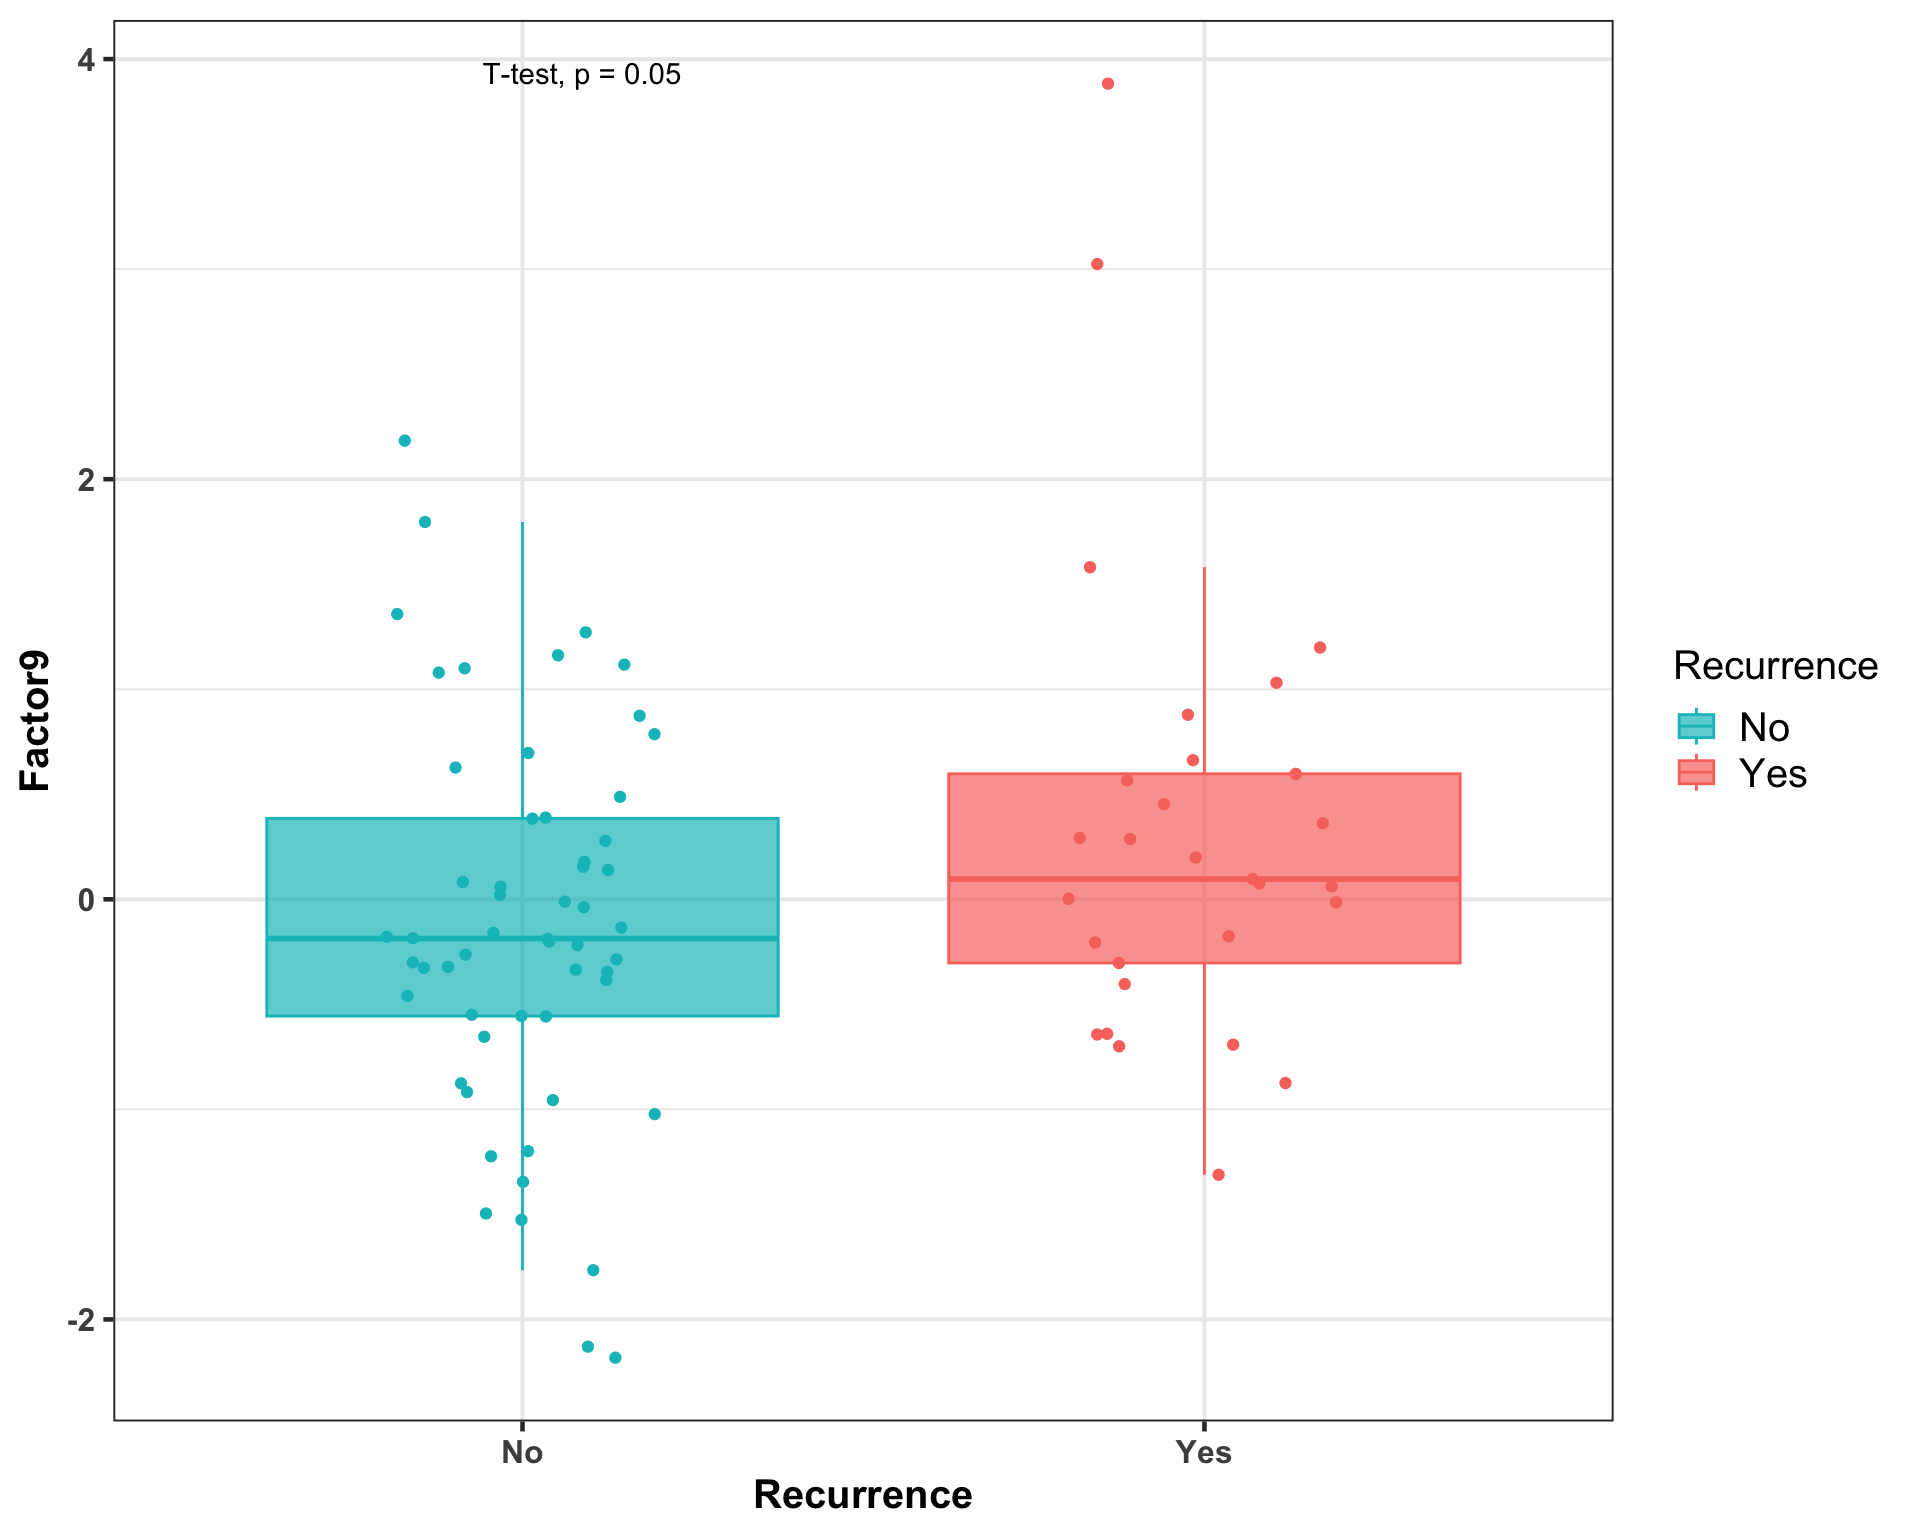 T-test, p = 0.05
4
2
0
-2
Factor9
No
Yes
Recurrence
Recurrence
No
Yes